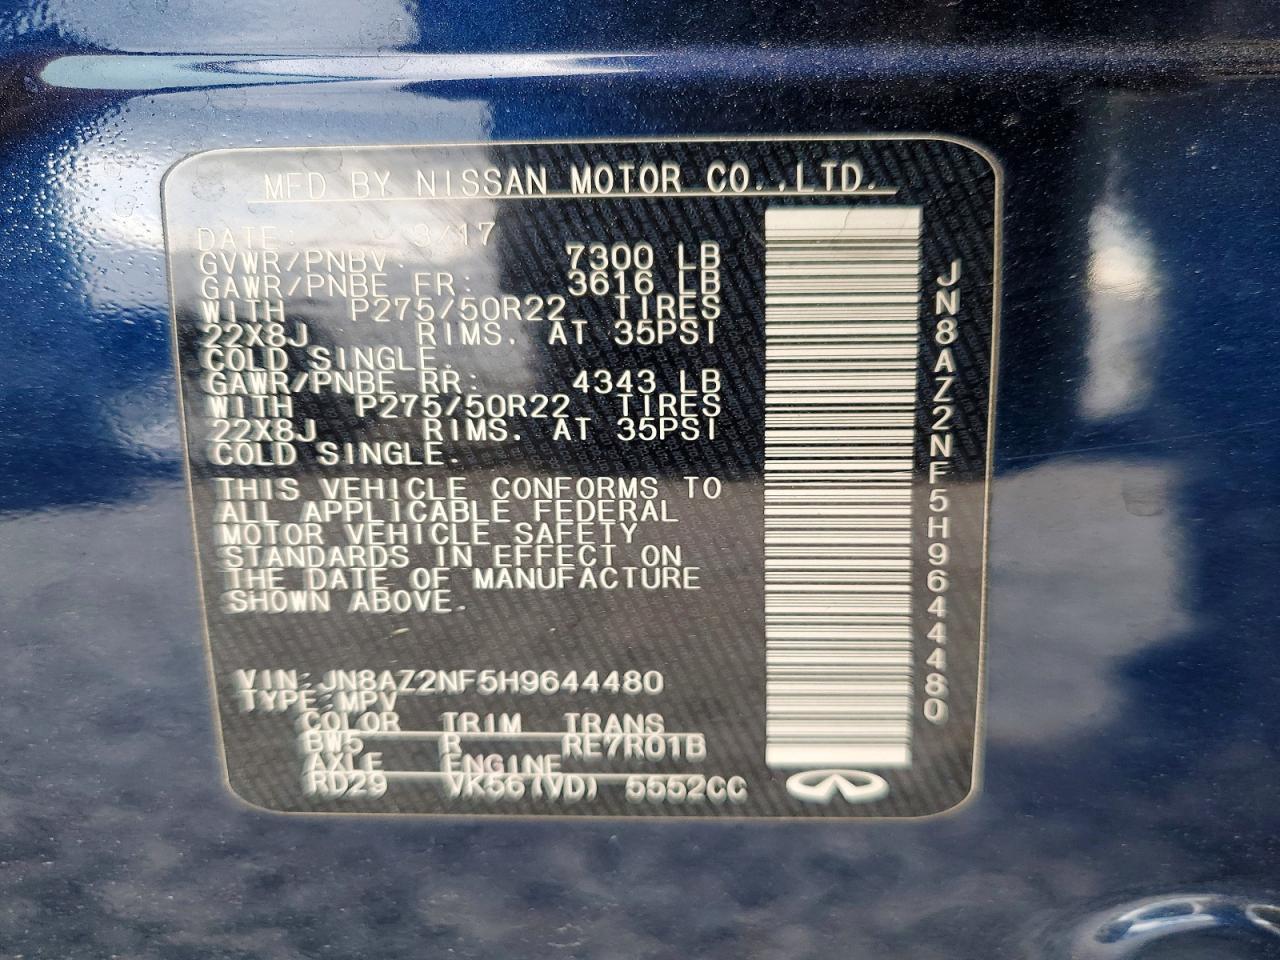 MFD BY NISSAN MOTOR CO.,LTD.
DATE: 3/17
GVWR/PNBV: 7300 LB
GAWR/PNBE FR: 3616 LB
WITH P275/50R22 TIRES
22X8J RIMS. AT 35PSI
COLD SINGLE.
GAWR/PNBE RR: 4343 LB
WITH P275/50R22 TIRES
22X8J RIMS. AT 35PSI
COLD SINGLE.
THIS VEHICLE CONFORMS TO
ALL APPLICABLE FEDERAL
MOTOR VEHICLE SAFETY
STANDARDS IN EFFECT ON
THE DATE OF MANUFACTURE
SHOWN ABOVE.
VIN:JN8AZ2NF5H9644480
TYPE:MPV
COLOR TRIM TRANS
BW5 R RE7R01B
AXLE ENGINE
RD29 VK56(VD) 5552CC
JN8AZ2NF5H9644480